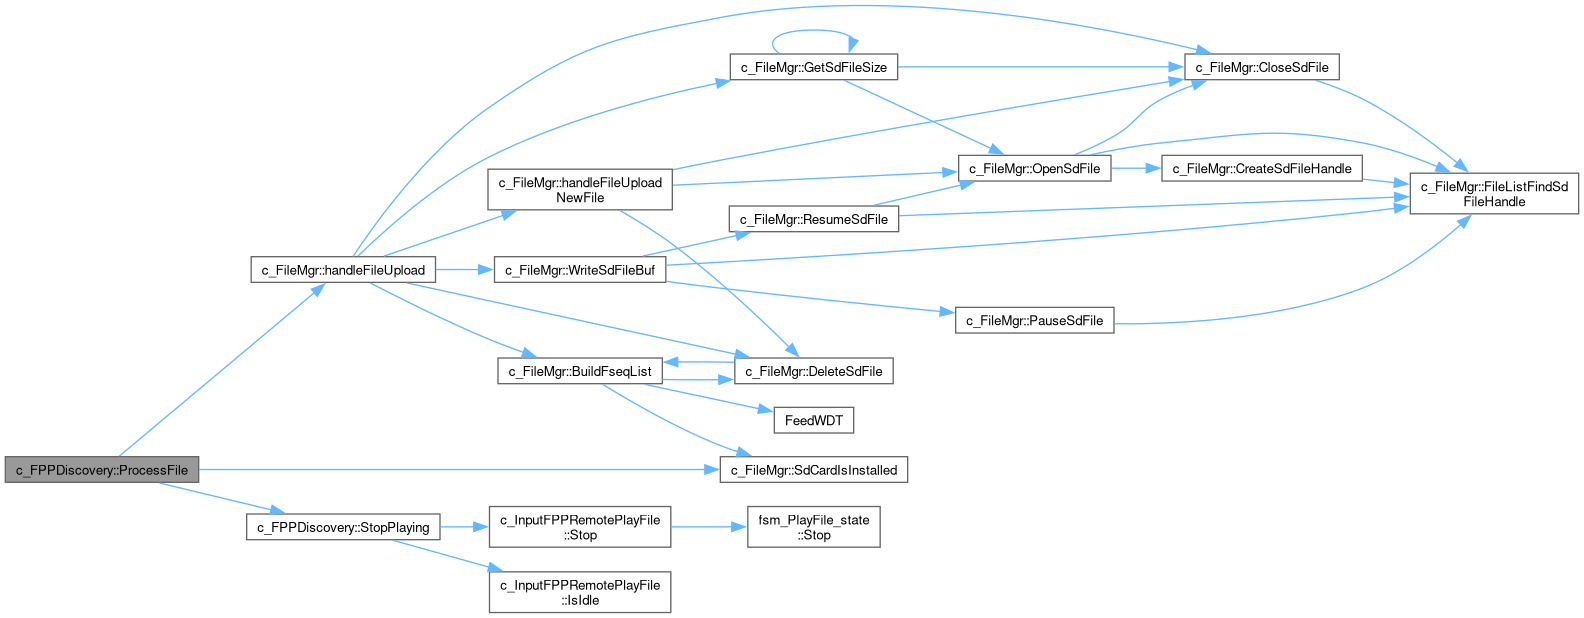 c_FileMgr::GetSdFileSize
c_FileMgr::CloseSdFile
c_FileMgr::handleFileUpload
NewFile
c_FileMgr::OpenSdFile
c_FileMgr::CreateSdFileHandle
c_FileMgr::FileListFindSd
FileHandle
c_FileMgr::ResumeSdFile
c_FileMgr::handleFileUpload
c_FileMgr::WriteSdFileBuf
c_FileMgr::PauseSdFile
c_FileMgr::BuildFseqList
c_FileMgr::DeleteSdFile
FeedWDT
c_FPPDiscovery::ProcessFile
c_FileMgr::SdCardIsInstalled
c_FPPDiscovery::StopPlaying
c_InputFPPRemotePlayFile
::Stop
fsm_PlayFile_state
::Stop
c_InputFPPRemotePlayFile
::IsIdle